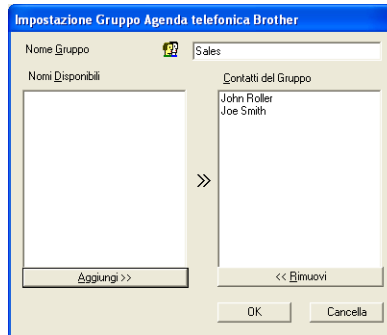 Impostazione Gruppo Agenda telefonica Brother
Nome Gruppo
Sales
Nomi Disponibili
Contatti del Gruppo
John Roller
Joe Smith
Aggiungi >>
<< Rimuovi
OK
Cancella